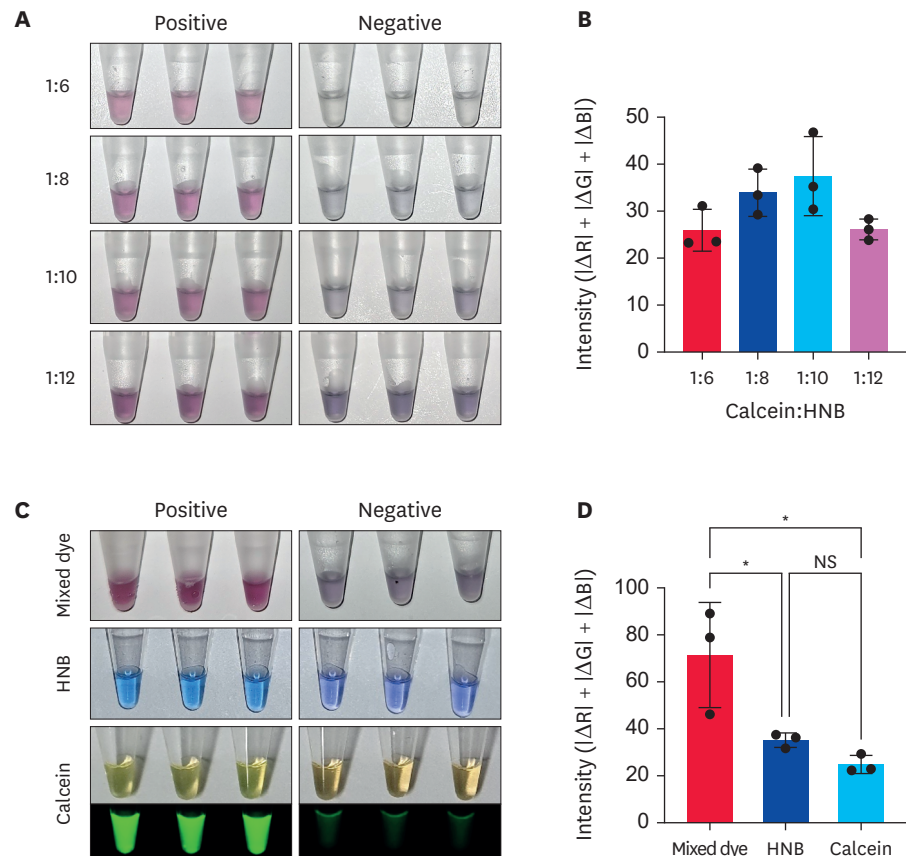 A
Positive
Negative
1:6
1:8
1:10
1:12
B
Intensity (|ΔR| + |ΔG| + |ΔB|)
50
40
30
20
10
0
1:6 1:8 1:10 1:12
Calcein:HNB
C
Positive
Negative
Mixed dye
HNB
Calcein
D
*
*
NS
Intensity (|ΔR| + |ΔG| + |ΔB|)
100
80
60
40
20
0
Mixed dye HNB Calcein